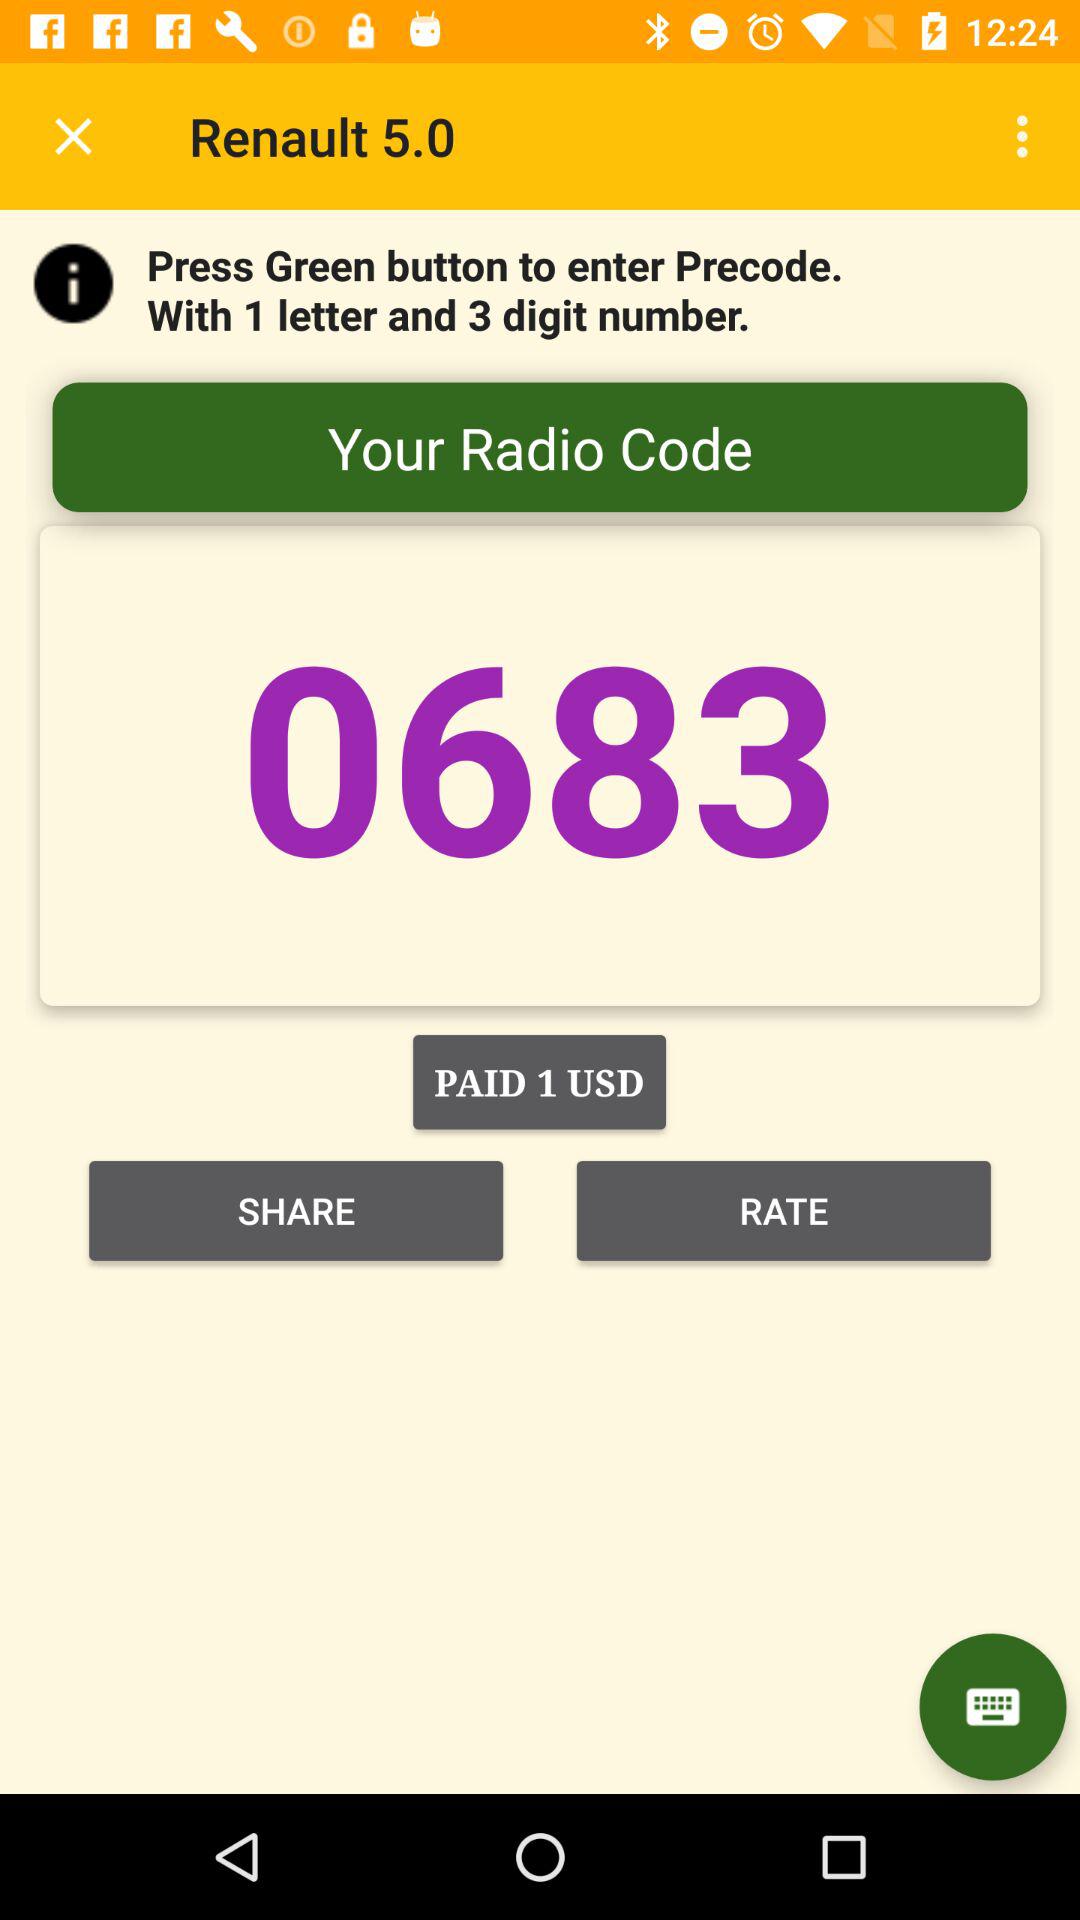 12:24
Renault 5.0
Press Green button to enter Precode.
With 1 letter and 3 digit number.
Your Radio Code
0683
PAID 1 USD
SHARE
RATE